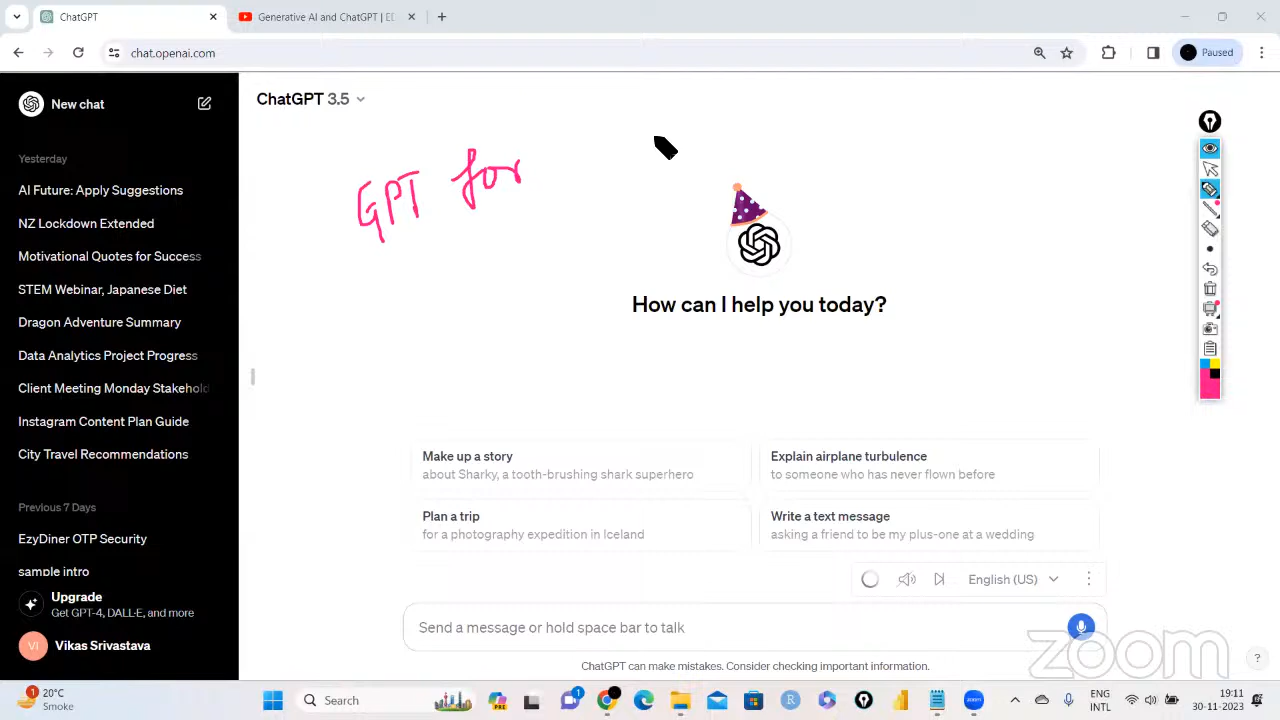 ChatGPT
Generative AI and ChatGPT | E
chat.openai.com
Paused
New chat
ChatGPT 3.5
Yesterday
AI Future: Apply Suggestions
NZ Lockdown Extended
Motivational Quotes for Success
STEM Webinar, Japanese Diet
Dragon Adventure Summary
Data Analytics Project Progress
Client Meeting Monday Stakehold
Instagram Content Plan Guide
City Travel Recommendations
Previous 7 Days
EzyDiner OTP Security
sample intro
Upgrade
Get GPT-4, DALL·E, and more
VI Vikas Srivastava
GPT for
How can I help you today?
Make up a story
about Sharky, a tooth-brushing shark superhero
Explain airplane turbulence
to someone who has never flown before
Plan a trip
for a photography expedition in Iceland
Write a text message
asking a friend to be my plus-one at a wedding
English (US)
Send a message or hold space bar to talk
ChatGPT can make mistakes. Consider checking important information.
?
zoom
1 20°C
Smoke
Search
1
ENG
INTL
19:11
30-11-2023